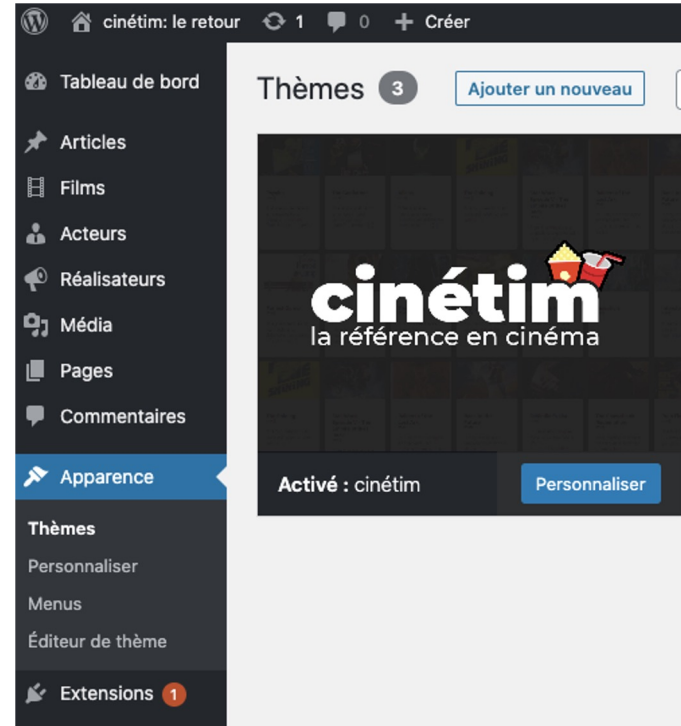 cinétim: le retour 1 0 + Créer
Tableau de bord
Articles
Films
Acteurs
Réalisateurs
Média
Pages
Commentaires
Apparence
Thèmes
Personnaliser
Menus
Éditeur de thème
Extensions 1
Thèmes 3 Ajouter un nouveau
cinétim
la référence en cinéma
Activé : cinétim Personnaliser